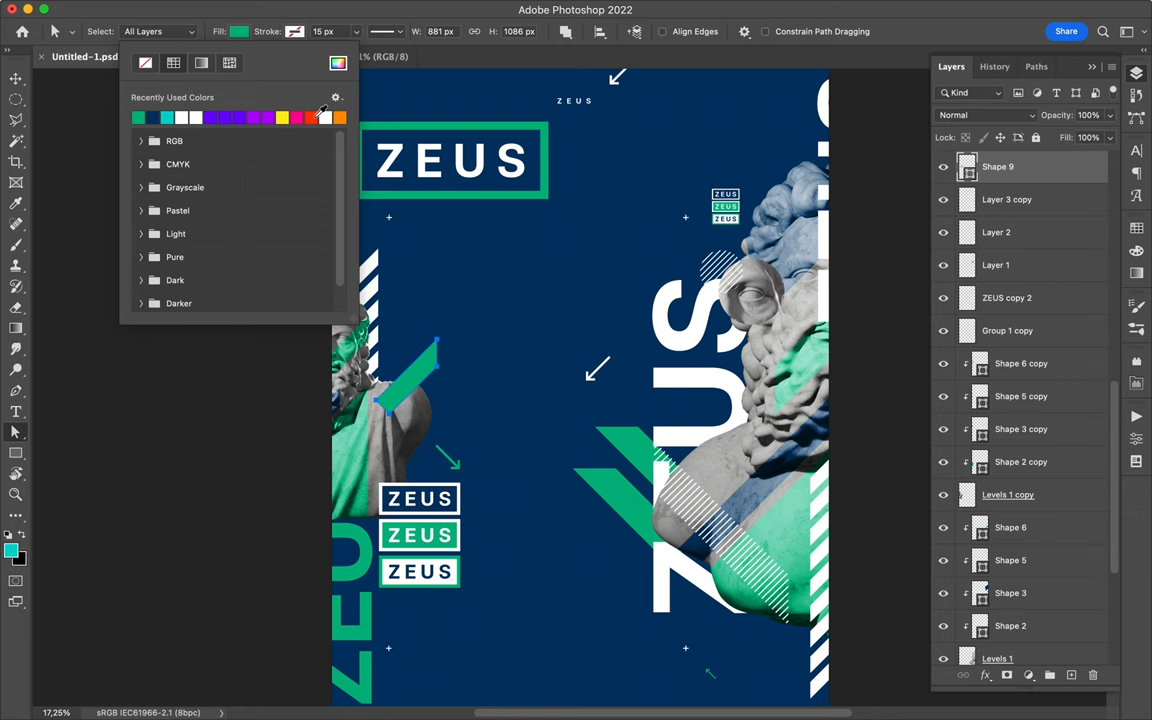 Adobe Photoshop 2022
Select: All Layers Fill: Stroke: 15 px W: 881 px H: 1086 px Align Edges Constrain Path Dragging Share
Untitled-1.psd 1% (RGB/8)
Recently Used Colors
RGB
CMYK
Grayscale
Pastel
Light
Pure
Dark
Darker
ZEUS
ZEUS
ZEUS
ZEUS
ZEUS
ZEUS
ZEUS
ZEUS
ZEUS
ZEUS
Layers History Paths
Kind
Normal Opacity: 100%
Lock: Fill: 100%
Shape 9
Layer 3 copy
Layer 2
Layer 1
ZEUS copy 2
Group 1 copy
Shape 6 copy
Shape 5 copy
Shape 3 copy
Shape 2 copy
Levels 1 copy
Shape 6
Shape 5
Shape 3
Shape 2
Levels 1
17,25% sRGB IEC61966-2.1 (8bpc)